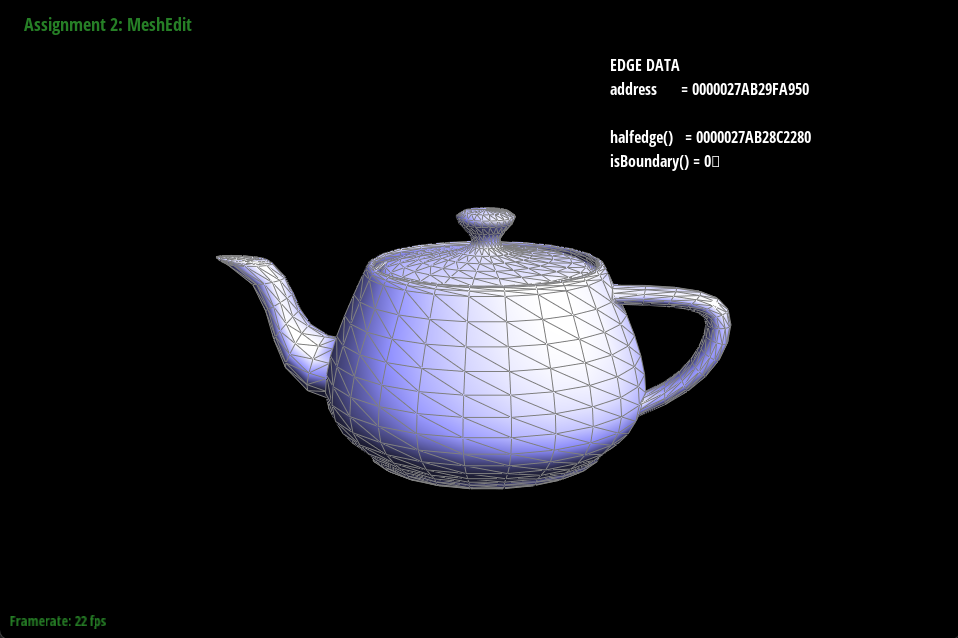 Assignment 2: MeshEdit
EDGE DATA
address = 0000027AB29FA950
halfedge() = 0000027AB28C2280
isBoundary() = 0▯
Framerate: 22 fps